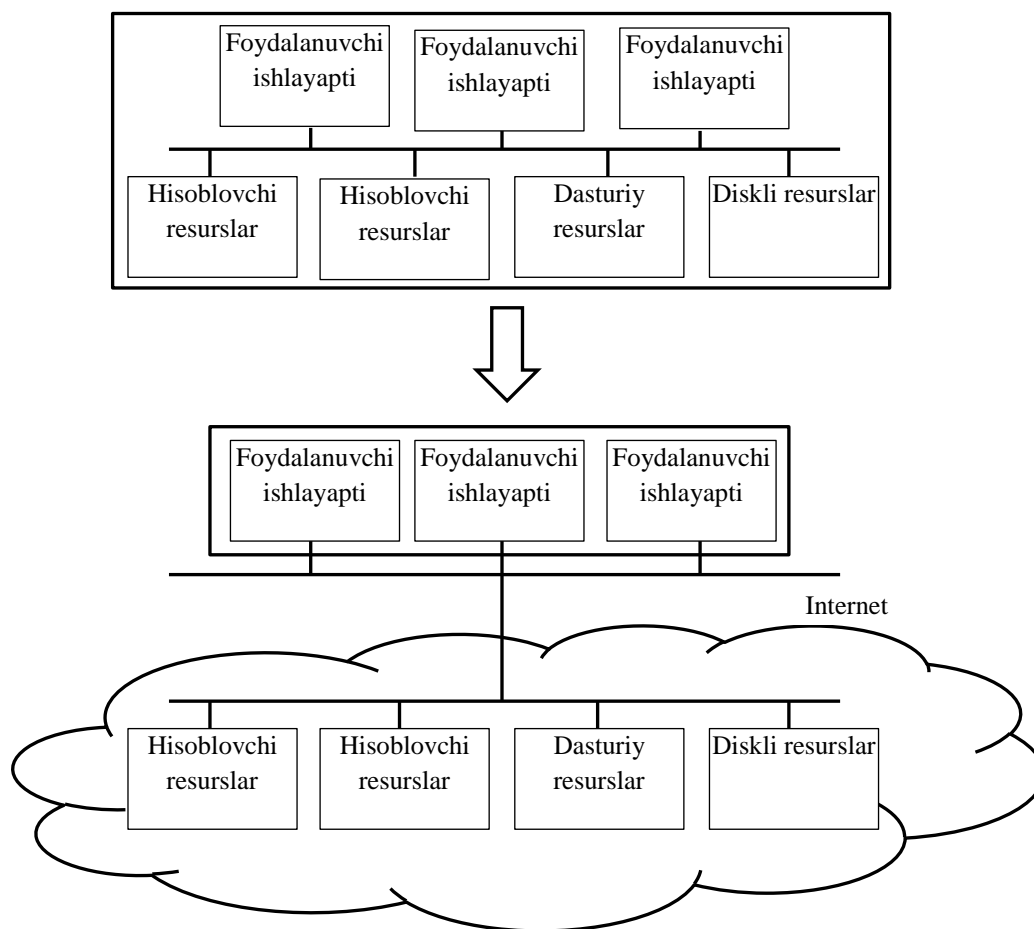 Foydalanuvchi
ishlayapti
Foydalanuvchi
ishlayapti
Foydalanuvchi
ishlayapti
Hisoblovchi
resurslar
Hisoblovchi
resurslar
Dasturiy
resurslar
Diskli resurslar
Foydalanuvchi
ishlayapti
Foydalanuvchi
ishlayapti
Foydalanuvchi
ishlayapti
Internet
Hisoblovchi
resurslar
Hisoblovchi
resurslar
Dasturiy
resurslar
Diskli resurslar